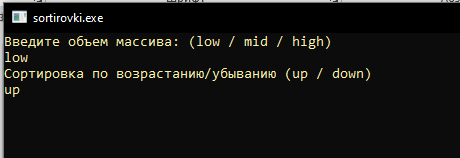 sortirovki.exe
Введите объем массива: (low / mid / high)
low
Сортировка по возрастанию/убыванию (up / down)
up